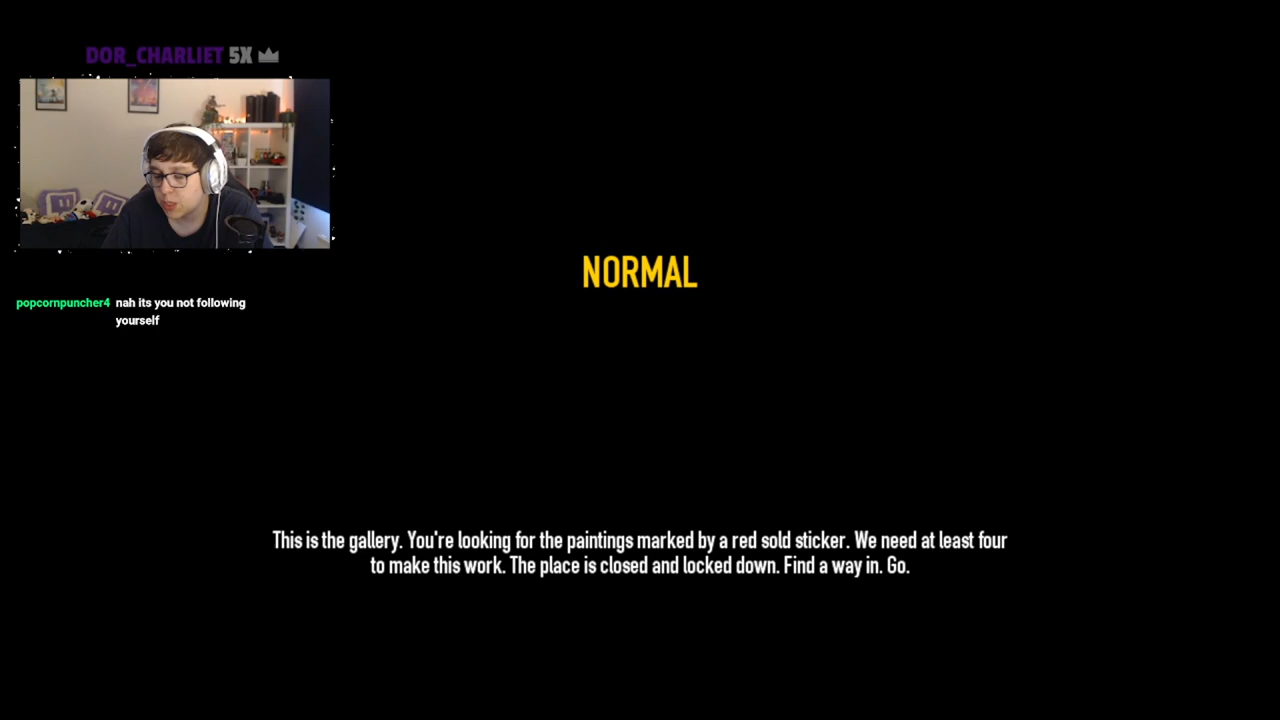 DOR_CHARLIET 5X
popcornpuncher4 nah its you not following
yourself
NORMAL
This is the gallery. You're looking for the paintings marked by a red sold sticker. We need at least four
to make this work. The place is closed and locked down. Find a way in. Go.